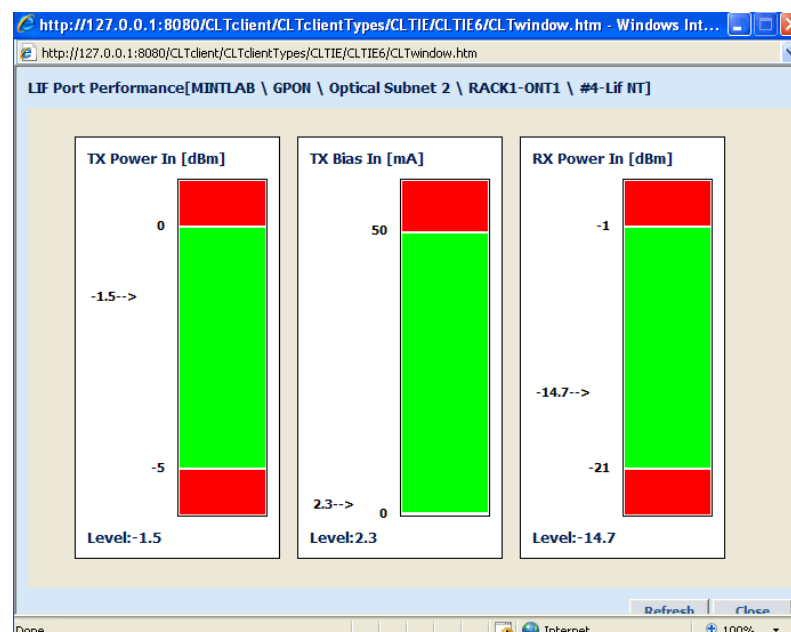 http://127.0.0.1:8080/CLTclient/CLTclientTypes/CLTIE/CLTIE6/CLTwindow.htm - Windows Int...
http://127.0.0.1:8080/CLTclient/CLTclientTypes/CLTIE/CLTIE6/CLTwindow.htm
LIF Port Performance[MINTLAB \ GPON \ Optical Subnet 2 \ RACK1-ONT1 \ #4-Lif NT]
TX Power In [dBm]
0
-1.5-->
-5
Level:-1.5
TX Bias In [mA]
50
2.3-->
0
Level:2.3
RX Power In [dBm]
-1
-14.7-->
-21
Level:-14.7
Refresh
Close
Done
Internet
100%